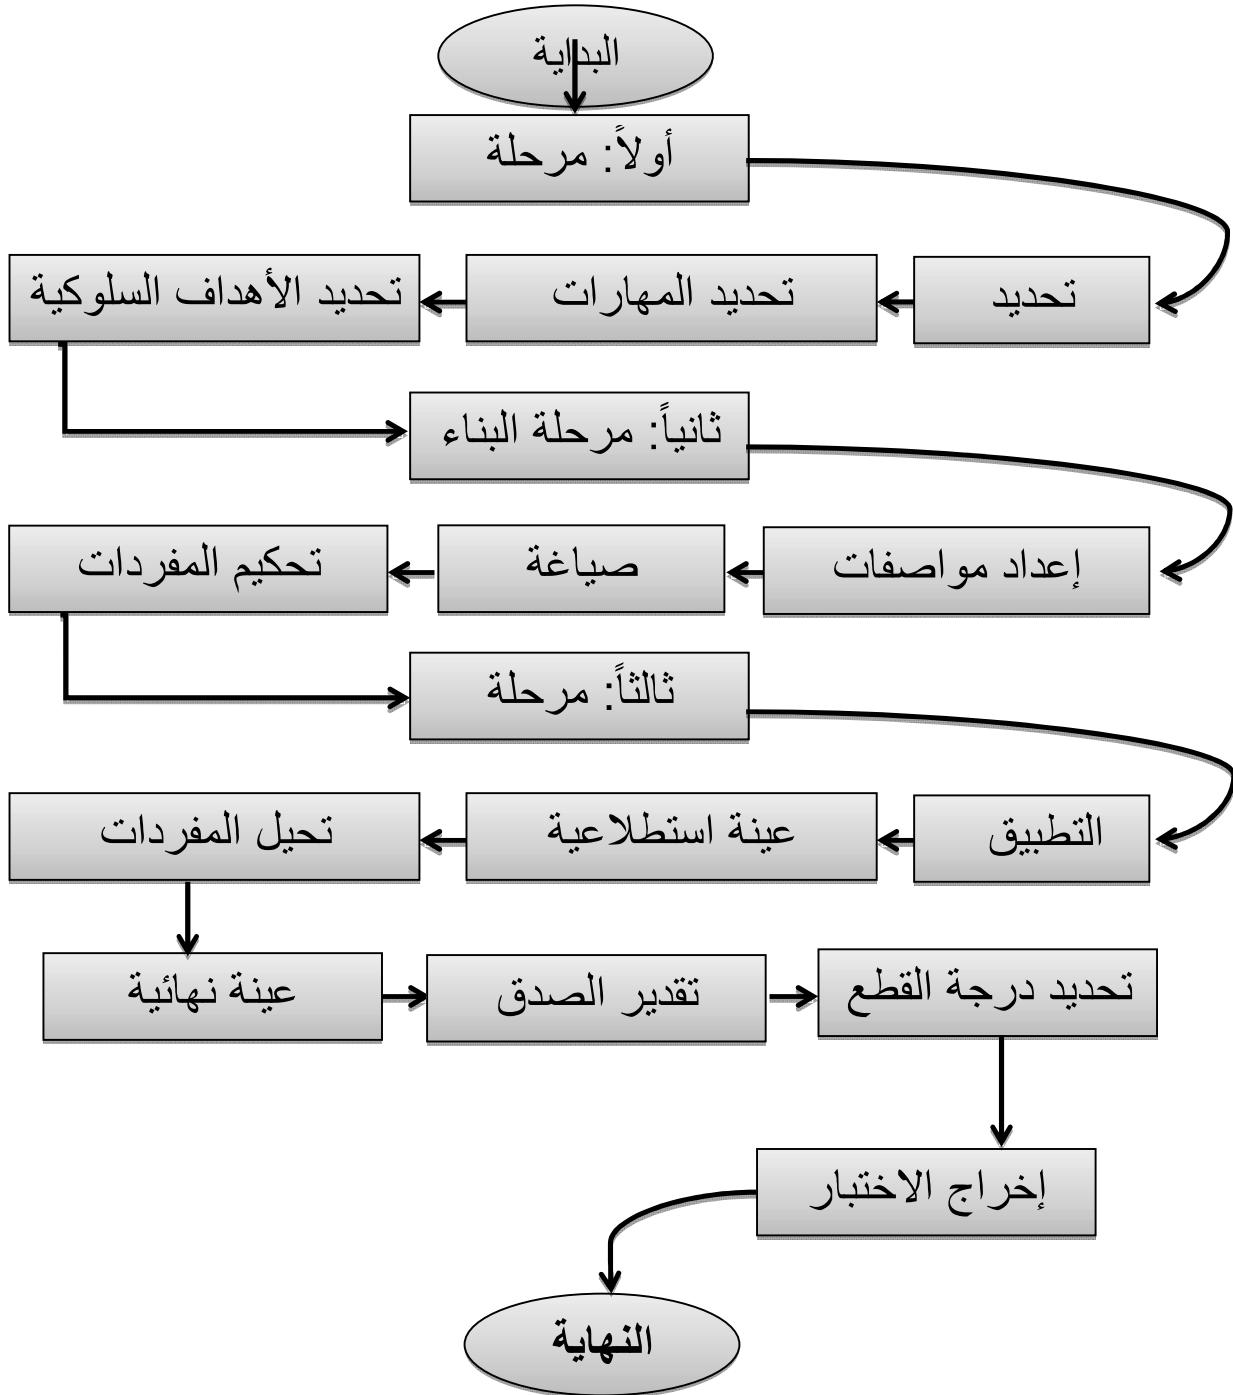 البداية
أولاً: مرحلة
تحديد
تحديد المهارات
تحديد الأهداف السلوكية
ثانياً: مرحلة البناء
إعداد مواصفات
صياغة
تحكيم المفردات
ثالثاً: مرحلة
التطبيق
عينة استطلاعية
تحيل المفردات
عينة نهائية
تقدير الصدق
تحديد درجة القطع
إخراج الاختبار
النهاية